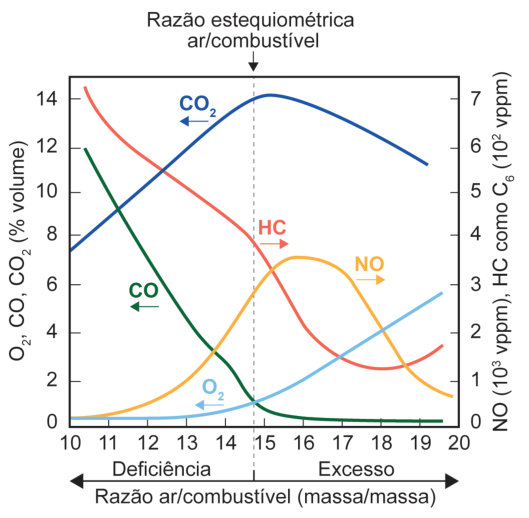 Razão estequiométrica
ar/combustível
O2, CO, CO2 (% volume)
14
12
10
8
6
4
2
0
CO2
HC
NO
CO
O2
7
6
5
4
3
2
1
0
NO (10³ vppm), HC como C6 (10² vppm)
10 11 12 13 14 15 16 17 18 19 20
Deficiência Excesso
Razão ar/combustível (massa/massa)